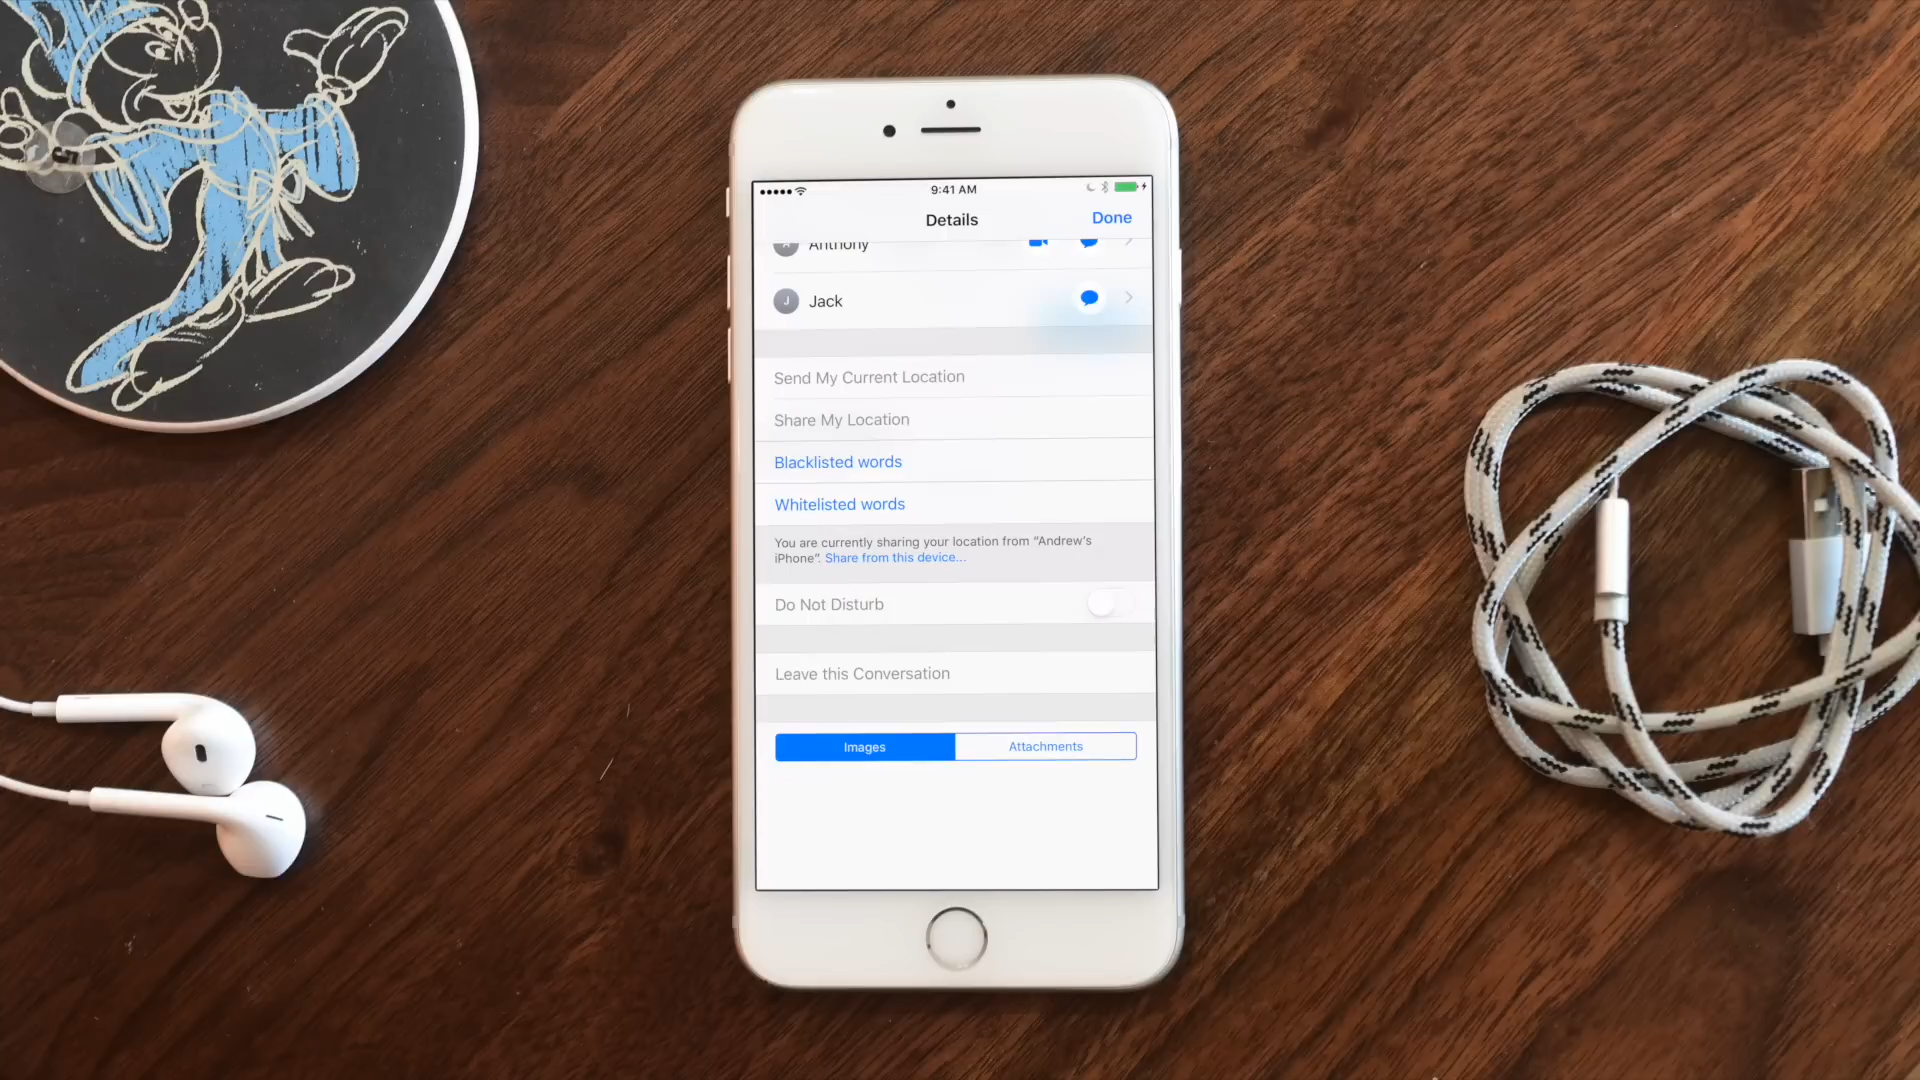 9:41 AM
Details
Done
Anthony
J
Jack
Send My Current Location
Share My Location
Blacklisted words
Whitelisted words
You are currently sharing your location from “Andrew’s
iPhone”. Share from this device...
Do Not Disturb
Leave this Conversation
Images
Attachments